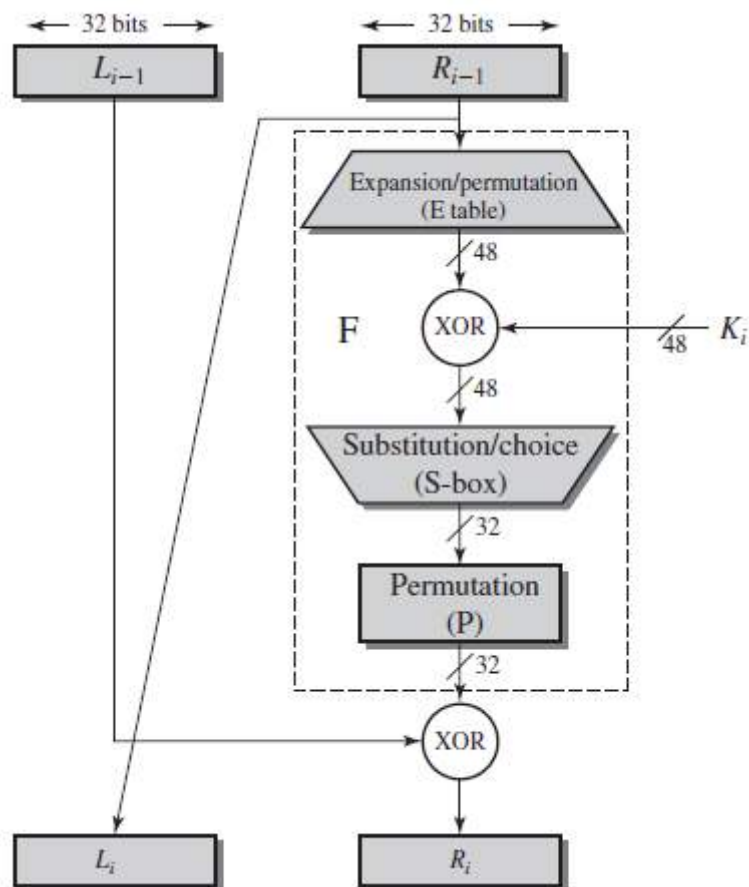 32 bits
32 bits
L_{i−1}
R_{i−1}
Expansion/permutation
(E table)
48
F
XOR
48
K_i
48
Substitution/choice
(S-box)
32
Permutation
(P)
32
XOR
L_i
R_i